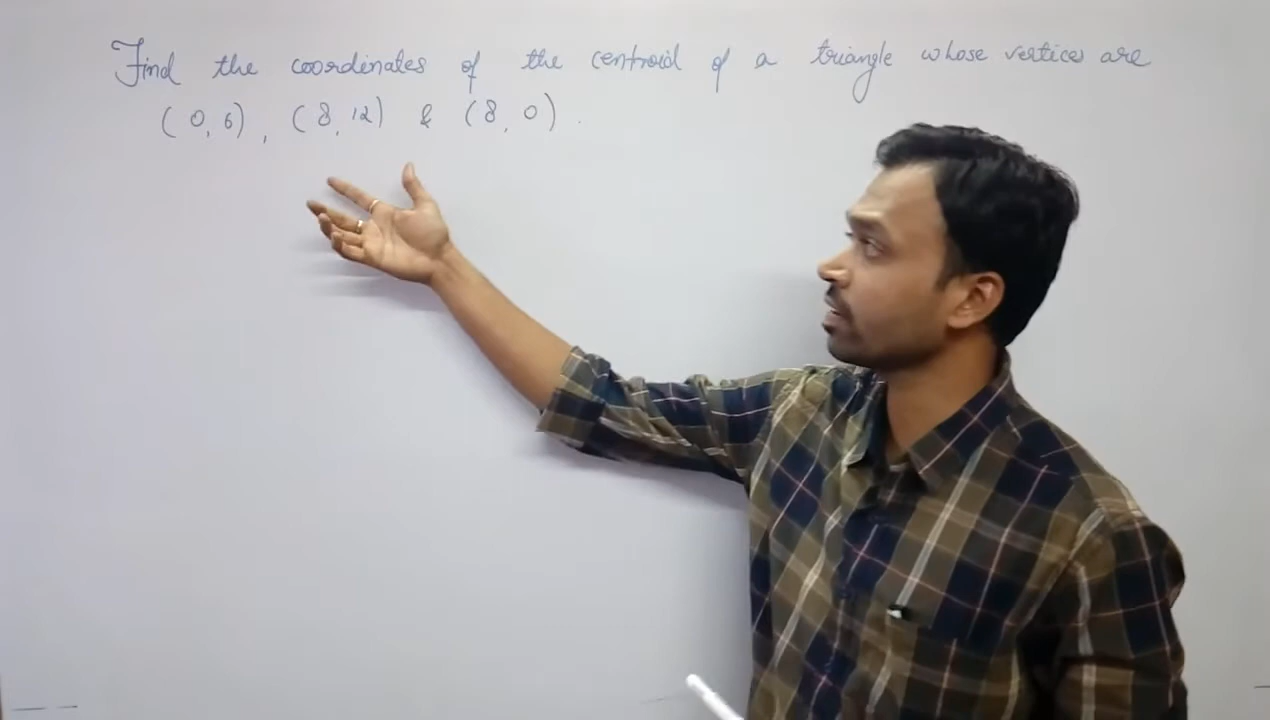 Find the coordinates of the centroid of a triangle whose vertices are
(0, 6), (8, 12) & (8, 0).